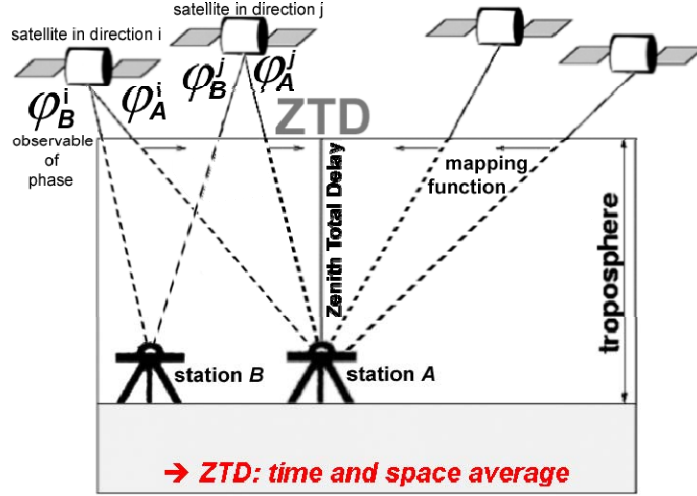 satellite in direction i
satellite in direction j
φ_B^i
φ_A^i
φ_B^j
φ_A^j
observable
of
phase
ZTD
Zenith Total Delay
mapping
function
troposphere
station B
station A
➔ ZTD: time and space average